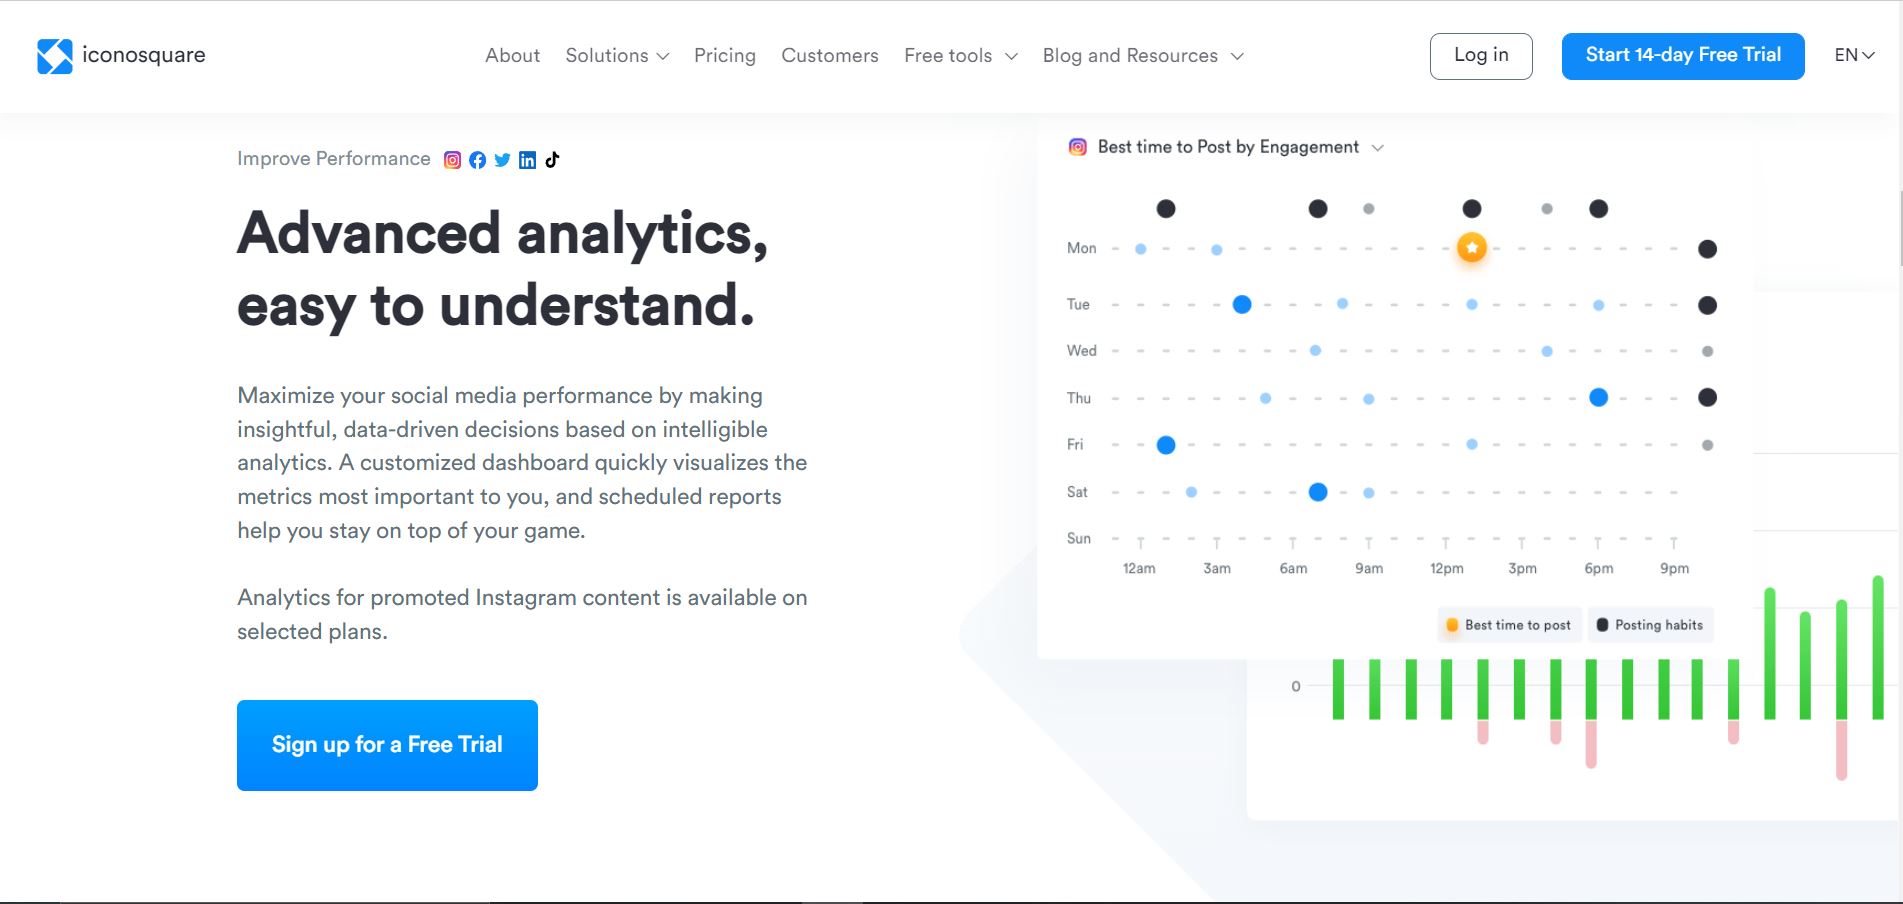 iconosquare
About
Solutions
Pricing
Customers
Free tools
Blog and Resources
Log in
Start 14-day Free Trial
EN
Improve Performance
Advanced analytics,
easy to understand.
Maximize your social media performance by making
insightful, data-driven decisions based on intelligible
analytics. A customized dashboard quickly visualizes the
metrics most important to you, and scheduled reports
help you stay on top of your game.
Analytics for promoted Instagram content is available on
selected plans.
Sign up for a Free Trial
Best time to Post by Engagement
Mon
Tue
Wed
Thu
Fri
Sat
Sun
12am 3am 6am 9am 12pm 3pm 6pm 9pm
Best time to post
Posting habits
0